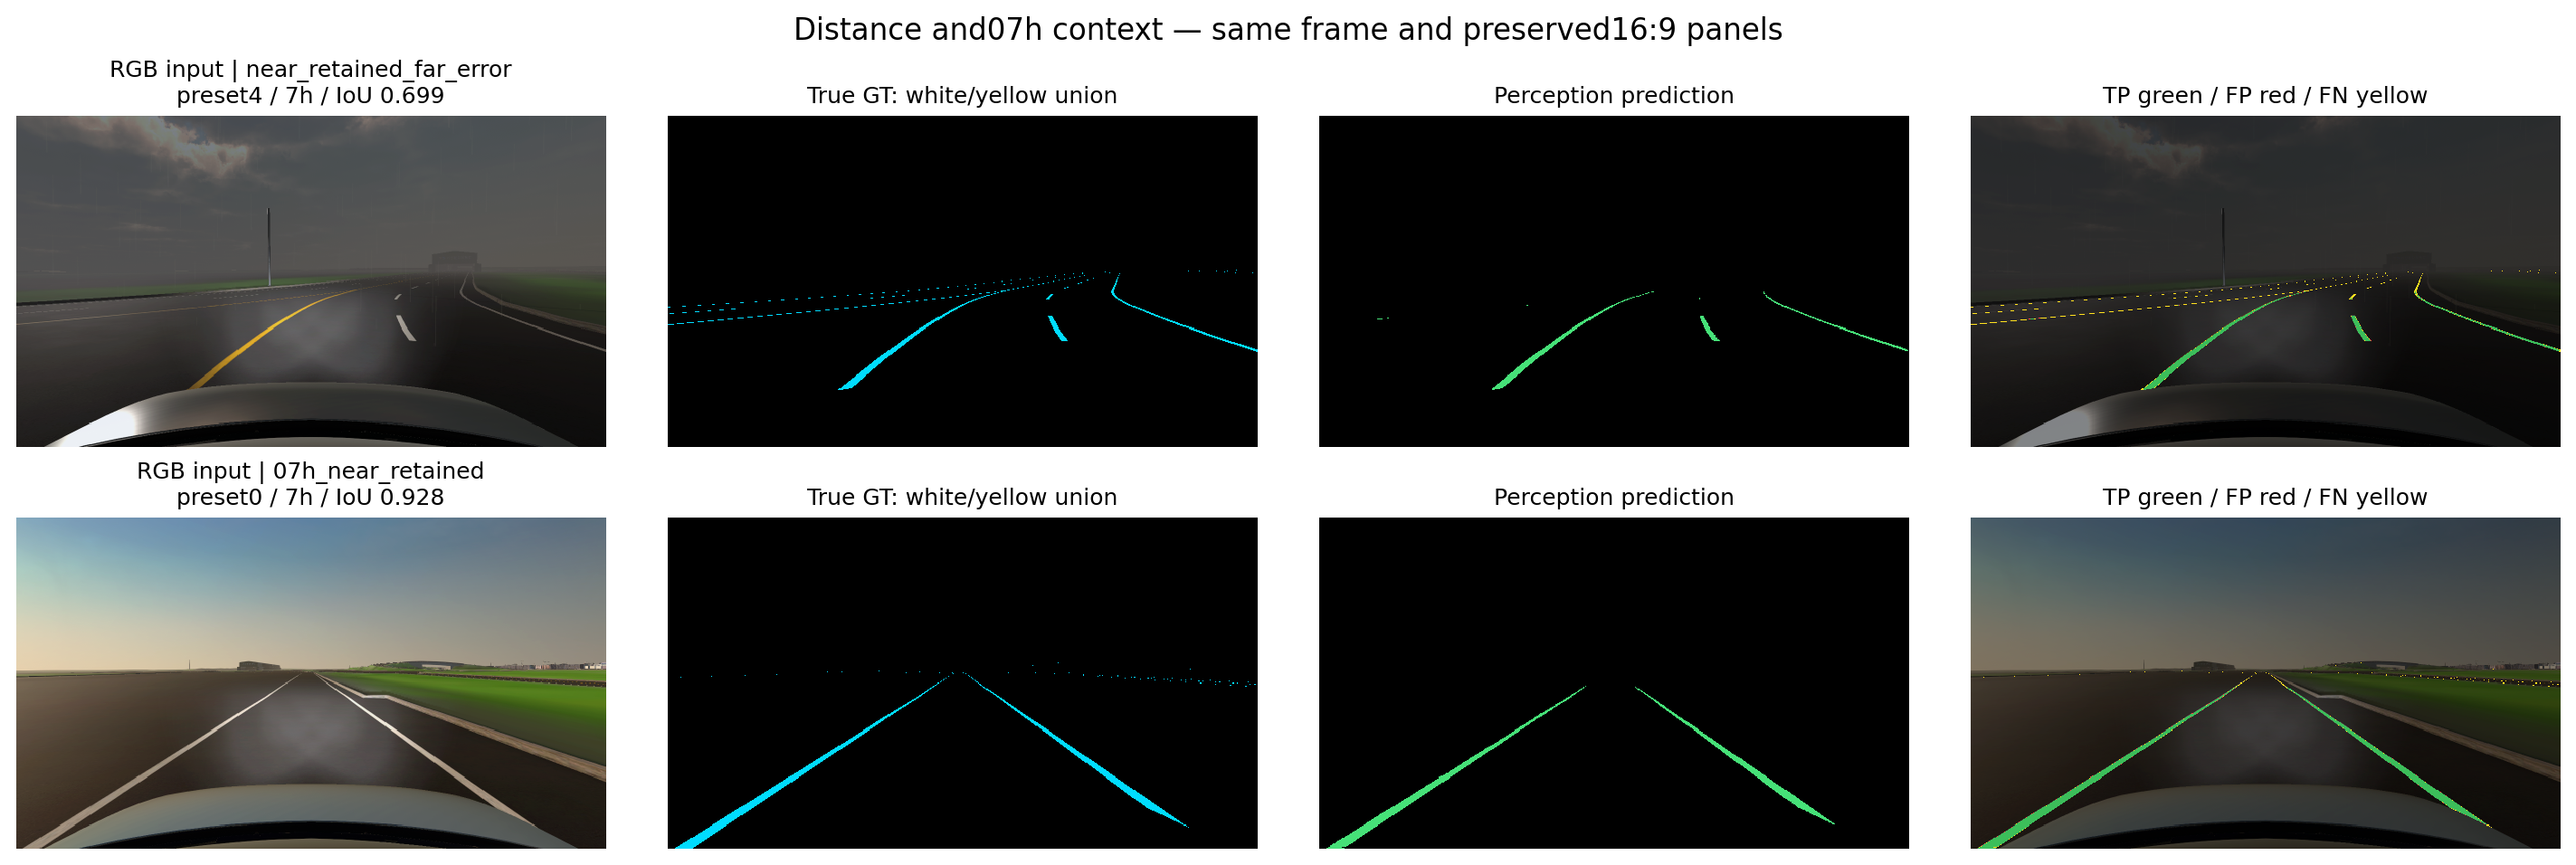 Distance and07h context — same frame and preserved16:9 panels
RGB input | near_retained_far_error
preset4 / 7h / IoU 0.699
True GT: white/yellow union
Perception prediction
TP green / FP red / FN yellow
RGB input | 07h_near_retained
preset0 / 7h / IoU 0.928
True GT: white/yellow union
Perception prediction
TP green / FP red / FN yellow